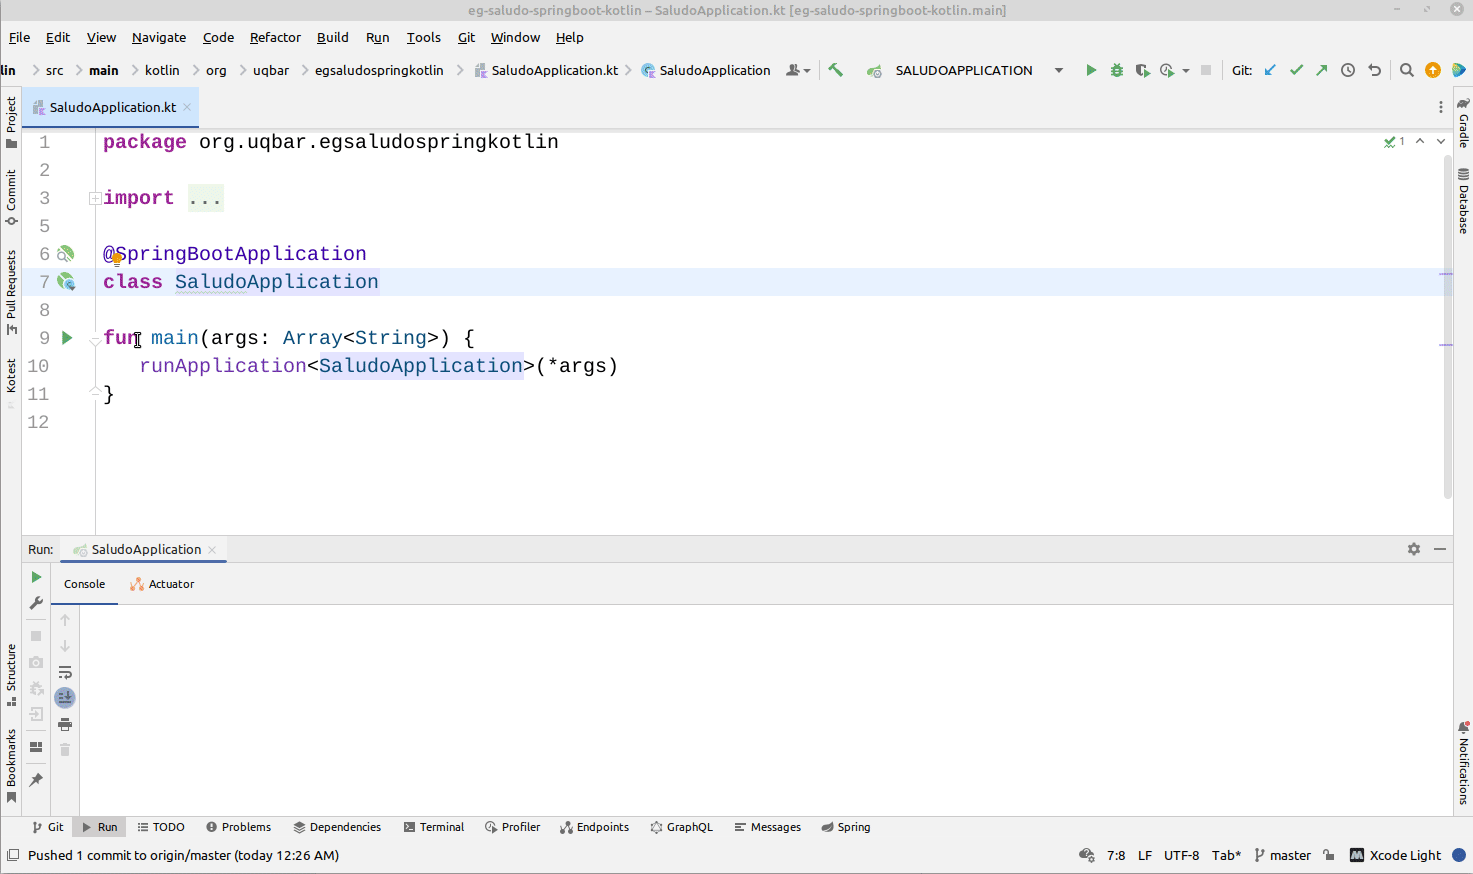 eg-saludo-springboot-kotlin – SaludoApplication.kt [eg-saludo-springboot-kotlin.main]
File Edit View Navigate Code Refactor Build Run Tools Git Window Help
lin src main kotlin org uqbar egsaludospringkotlin SaludoApplication.kt SaludoApplication SALUDOAPPLICATION Git:
SaludoApplication.kt
Project
Commit
Pull Requests
Kotest
Structure
Bookmarks
1 package org.uqbar.egsaludospringkotlin
2
3 import ...
5
6 @SpringBootApplication
7 class SaludoApplication
8
9 fun main(args: Array<String>) {
10 runApplication<SaludoApplication>(*args)
11 }
12
1
Gradle
Database
Notifications
Run: SaludoApplication
Console Actuator
Git Run TODO Problems Dependencies Terminal Profiler Endpoints GraphQL Messages Spring
Pushed 1 commit to origin/master (today 12:26 AM) 7:8 LF UTF-8 Tab* master Xcode Light